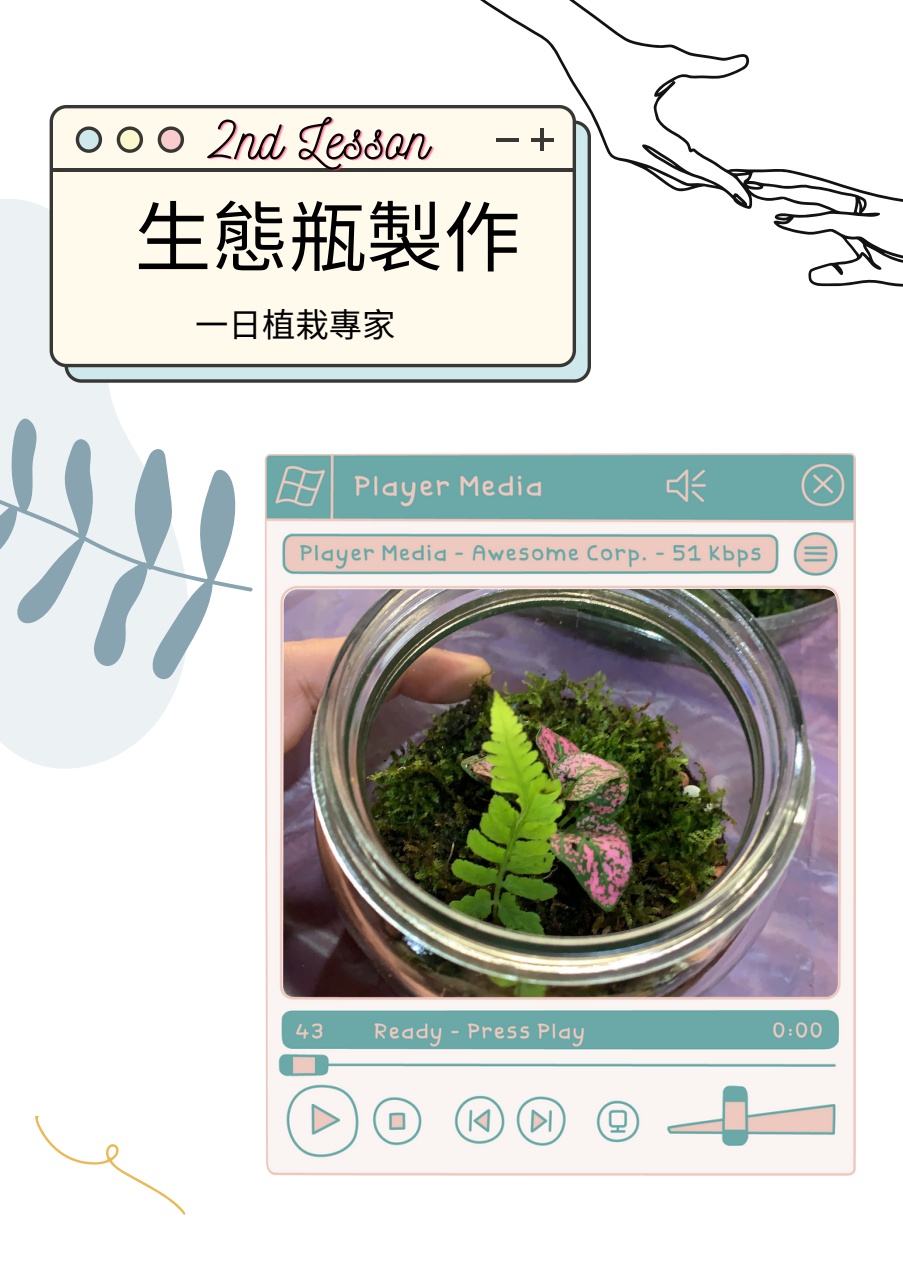 2nd Lesson
生態瓶製作
一日植栽專家
Player Media
Player Media - Awesome Corp. - 51 Kbps
43 Ready - Press Play 0:00